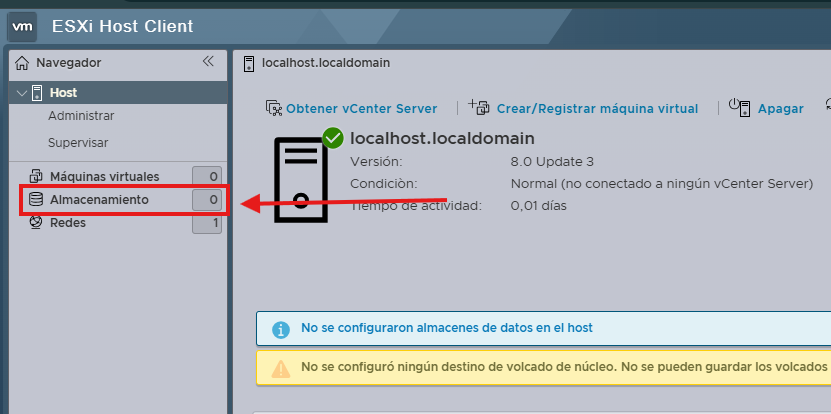 vm ESXi Host Client
Navegador
Host
Administrar
Supervisar
Máquinas virtuales 0
Almacenamiento 0
Redes 1
localhost.localdomain
Obtener vCenter Server Crear/Registrar máquina virtual Apagar
localhost.localdomain
Versión: 8.0 Update 3
Condiciòn: Normal (no conectado a ningún vCenter Server)
Tiempo de actividad: 0,01 días
No se configuraron almacenes de datos en el host
No se configuró ningún destino de volcado de núcleo. No se pueden guardar los volcados